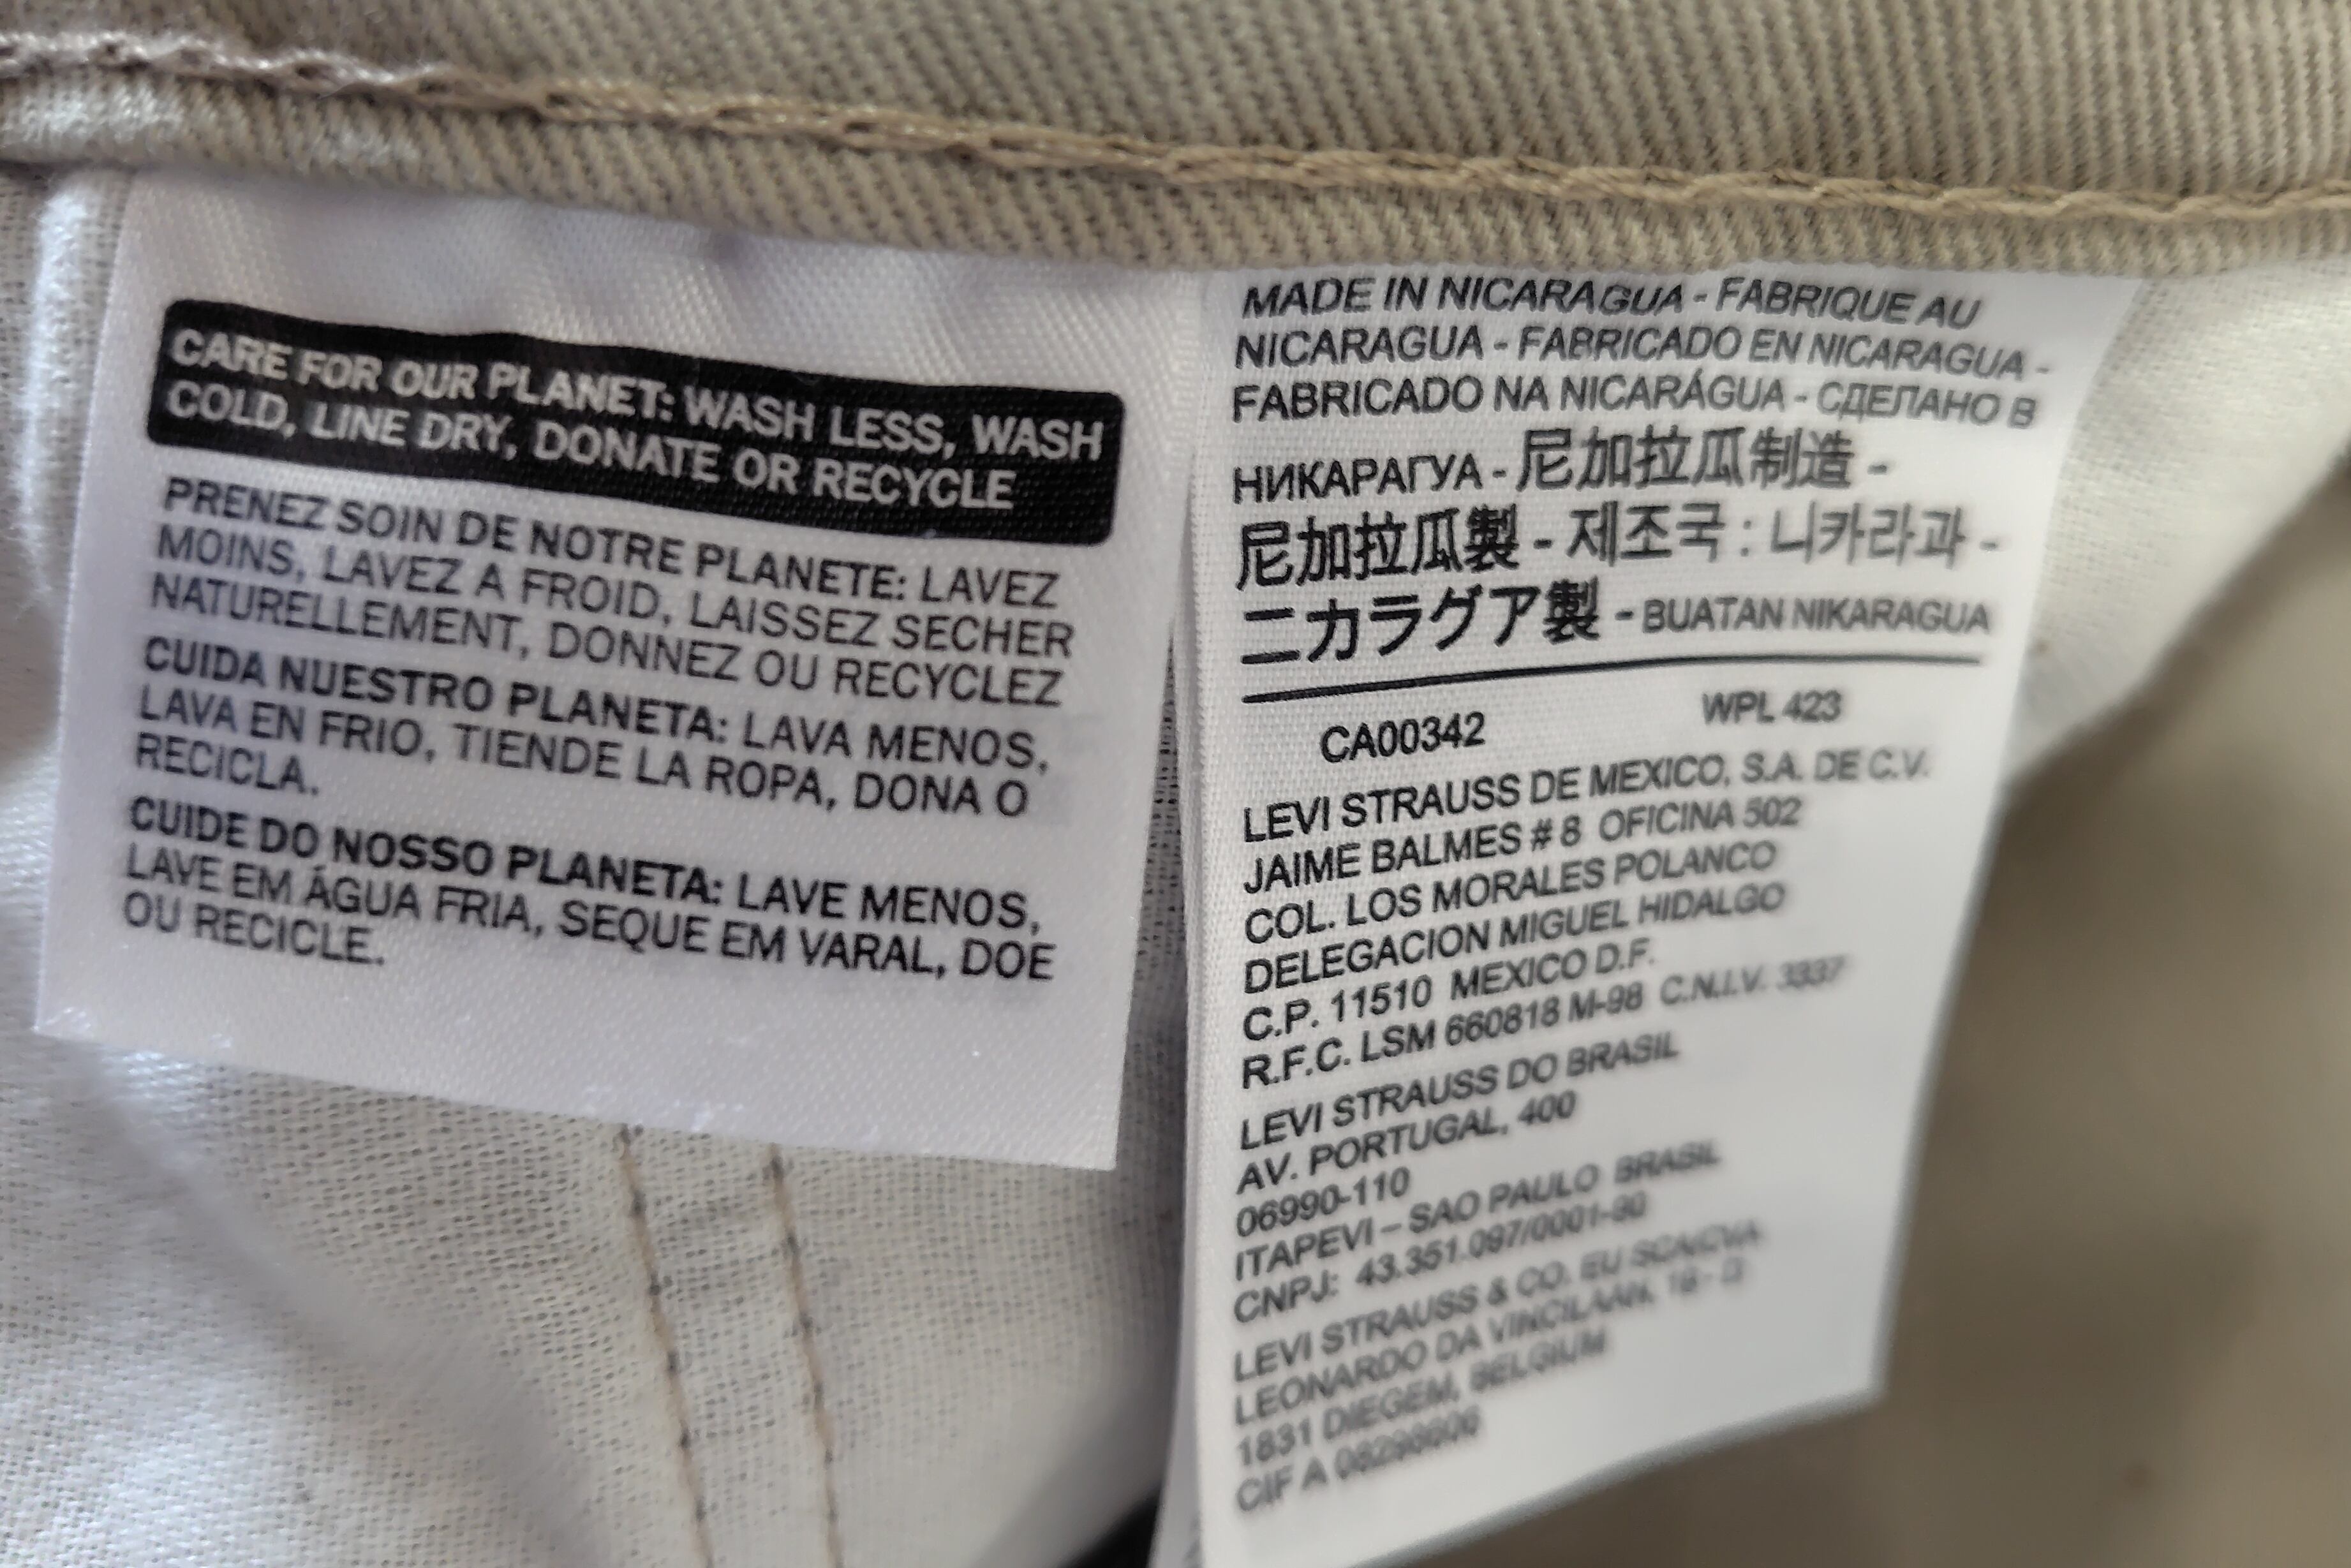 CARE FOR OUR PLANET: WASH LESS, WASH
COLD, LINE DRY, DONATE OR RECYCLE
PRENEZ SOIN DE NOTRE PLANETE: LAVEZ
MOINS, LAVEZ A FROID, LAISSEZ SECHER
NATURELLEMENT, DONNEZ OU RECYCLEZ
CUIDA NUESTRO PLANETA: LAVA MENOS,
LAVA EN FRIO, TIENDE LA ROPA, DONA O
RECICLA.
CUIDE DO NOSSO PLANETA: LAVE MENOS,
LAVE EM ÁGUA FRIA, SEQUE EM VARAL, DOE
OU RECICLE.
MADE IN NICARAGUA - FABRIQUE AU
NICARAGUA - FABRICADO EN NICARAGUA -
FABRICADO NA NICARÁGUA - СДЕЛАНО В
НИКАРАГУА - 尼加拉瓜制造 -
尼加拉瓜製 - 제조국 : 니카라과 -
ニカラグア製 - BUATAN NIKARAGUA
CA00342 WPL 423
LEVI STRAUSS DE MEXICO, S.A. DE C.V.
JAIME BALMES # 8 OFICINA 502
COL. LOS MORALES POLANCO
DELEGACION MIGUEL HIDALGO
C.P. 11510 MEXICO D.F.
R.F.C. LSM 660818 M-98 C.N.I.V. 3337
LEVI STRAUSS DO BRASIL
AV. PORTUGAL, 400
06990-110
ITAPEVI – SAO PAULO BRASIL
CNPJ: 43.351.097/0001-80
LEVI STRAUSS & CO. EU
LEONARDO DA VINCILAAN,
1831 DIEGEM, BELGIUM
CIF A